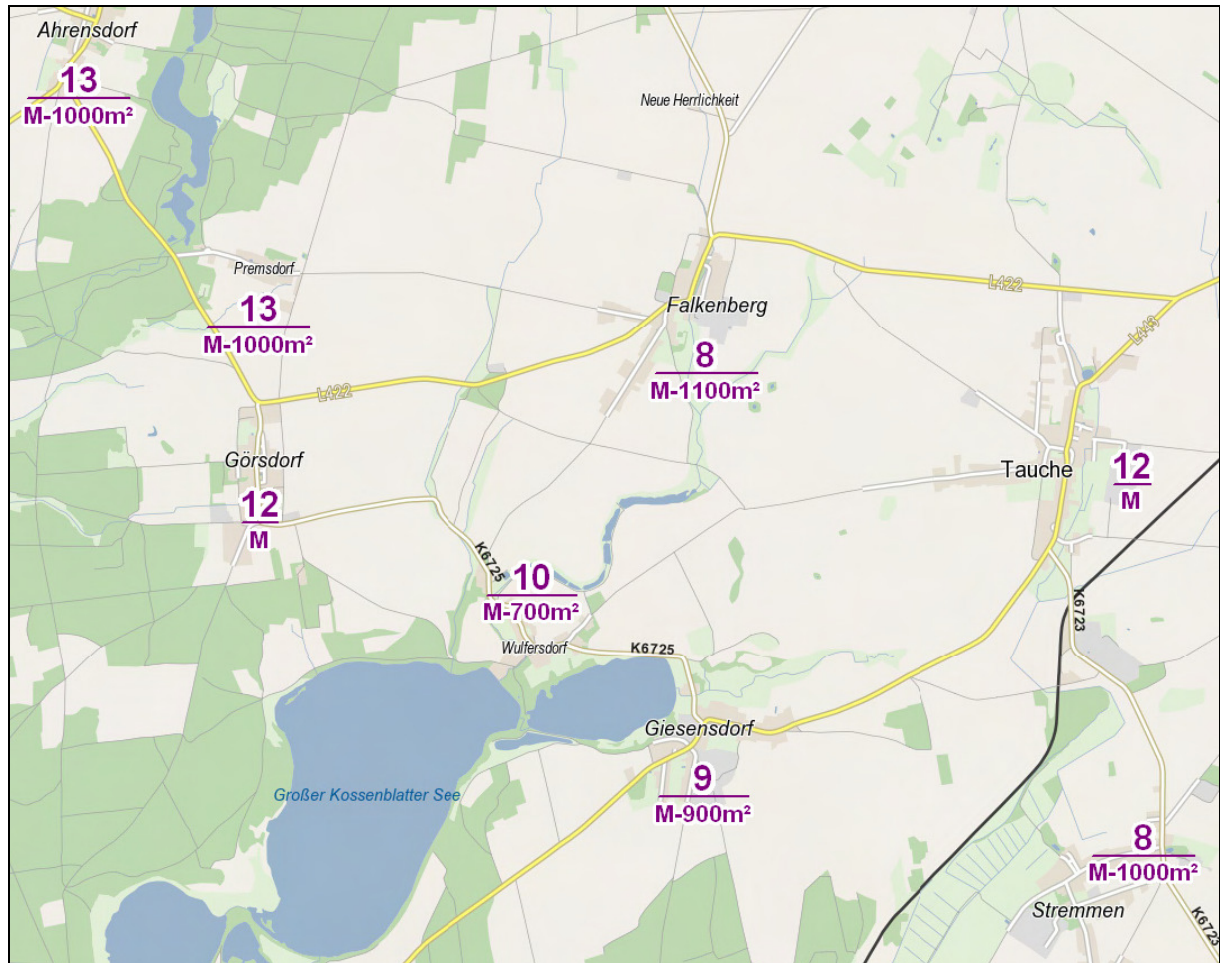 Ahrensdorf
13
M-1000m²
Neue Herrlichkeit
Premsdorf
13
M-1000m²
L422
Falkenberg
8
M-1100m²
L422
L443
Görsdorf
12
M
Tauche
12
M
K6725
10
M-700m²
Wulfersdorf
K6725
K6723
Giesensdorf
9
M-900m²
Großer Kossenblatter See
8
M-1000m²
Stremmen
K6723